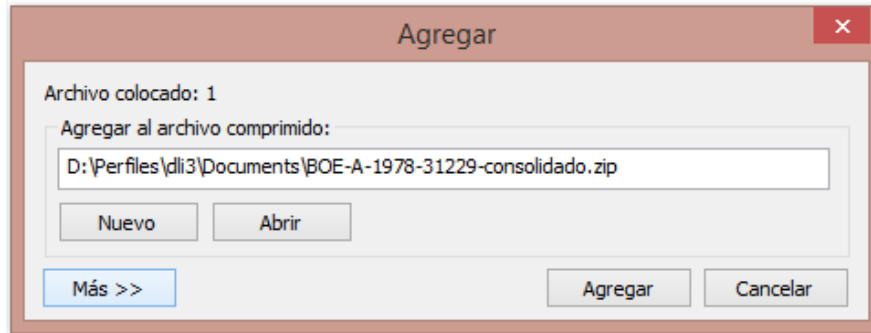 Agregar
Archivo colocado: 1
Agregar al archivo comprimido:
D:\Perfiles\dli3\Documents\BOE-A-1978-31229-consolidado.zip
Nuevo Abrir
Más >> Agregar Cancelar